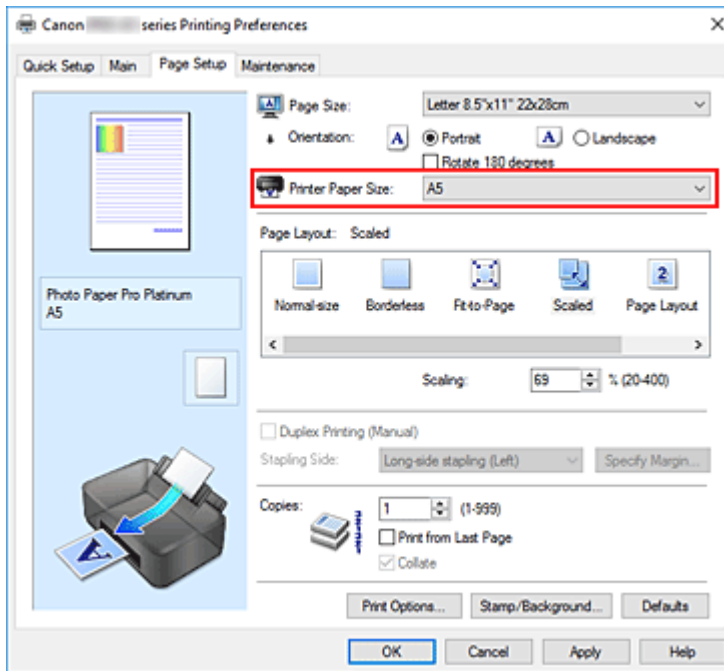 Canon series Printing Preferences
Quick Setup Main Page Setup Maintenance
Page Size: Letter 8.5"x11" 22x28cm
Orientation: A Portrait A Landscape
Rotate 180 degrees
Printer Paper Size: A5
Page Layout: Scaled
Normal-size Borderless Fit-to-Page Scaled Page Layout
2
Photo Paper Pro Platinum
A5
Scaling: 69 % (20-400)
Duplex Printing (Manual)
Stapling Side: Long-side stapling (Left) Specify Margin...
Copies: 1 (1-999)
Print from Last Page
Collate
A
Print Options... Stamp/Background... Defaults
OK Cancel Apply Help